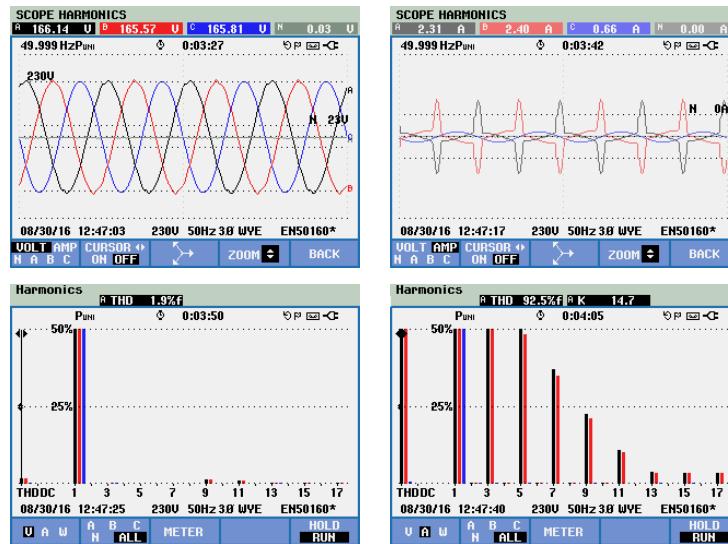 SCOPE HARMONICS
A 166.14 V B 165.57 V C 165.81 V N 0.03 V
49.999 Hz PUNI 0:03:27
230V
A
N 23V
C
B
08/30/16 12:47:03 230V 50Hz 3Ø WYE EN50160*
VOLT AMP CURSOR ZOOM BACK
N A B C ON OFF
SCOPE HARMONICS
A 2.31 A B 2.40 A C 0.66 A N 0.00 A
49.999 Hz PUNI 0:03:42
N 0A
08/30/16 12:47:17 230V 50Hz 3Ø WYE EN50160*
VOLT AMP CURSOR ZOOM BACK
N A B C ON OFF
Harmonics
A THD 1.9%f
PUNI 0:03:50
50%
25%
THDDC 1 3 5 7 9 11 13 15 17
08/30/16 12:47:25 230V 50Hz 3Ø WYE EN50160*
V A W A B C METER HOLD
N ALL RUN
Harmonics
A THD 92.5%f A K 14.7
PUNI 0:04:05
50%
25%
THDDC 1 3 5 7 9 11 13 15 17
08/30/16 12:47:40 230V 50Hz 3Ø WYE EN50160*
V A W A B C METER HOLD
N ALL RUN